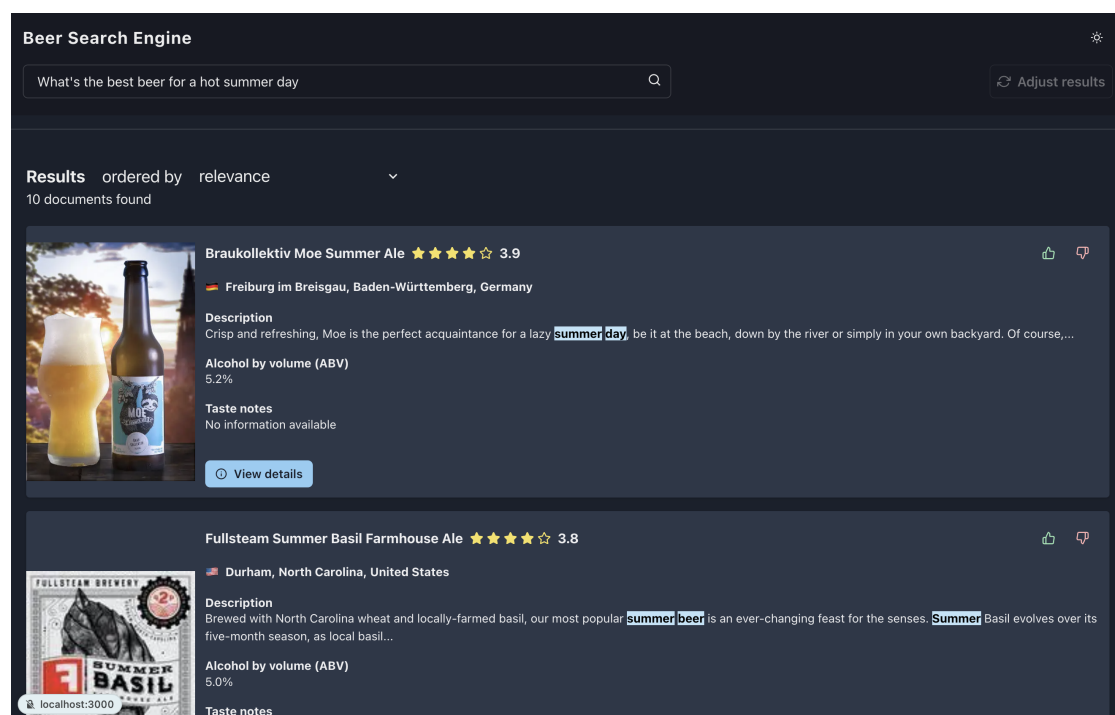 Beer Search Engine
What's the best beer for a hot summer day
Adjust results
Results ordered by relevance
10 documents found
Braukollektiv Moe Summer Ale 3.9
Freiburg im Breisgau, Baden-Württemberg, Germany
Description
Crisp and refreshing, Moe is the perfect acquaintance for a lazy summer day, be it at the beach, down by the river or simply in your own backyard. Of course,...
Alcohol by volume (ABV)
5.2%
Taste notes
No information available
MOE
View details
Fullsteam Summer Basil Farmhouse Ale 3.8
Durham, North Carolina, United States
FULLSTEAM BREWERY
Description
Brewed with North Carolina wheat and locally-farmed basil, our most popular summer beer is an ever-changing feast for the senses. Summer Basil evolves over its
five-month season, as local basil...
Alcohol by volume (ABV)
5.0%
SUMMER
BASIL
Taste notes
localhost:3000